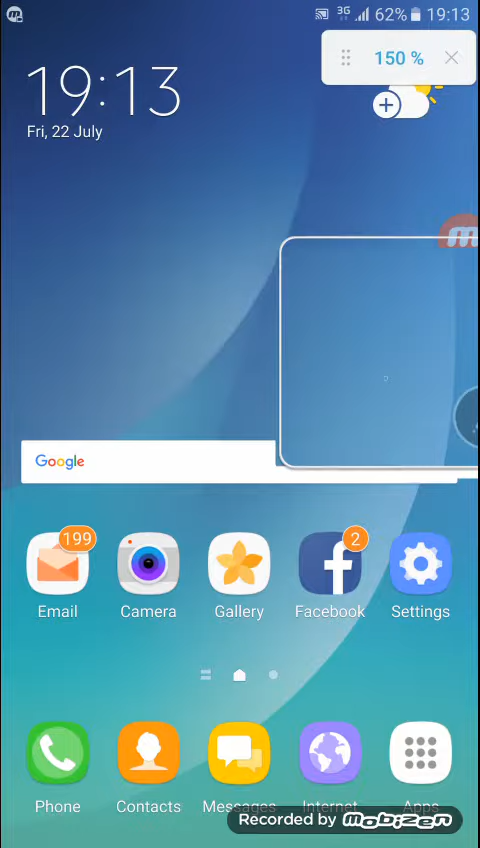 3G 62% 19:13
150 %
19:13
Fri, 22 July
Google
199
2
Email Camera Gallery Facebook Settings
Phone Contacts Messages Internet Apps
Recorded by mobizen